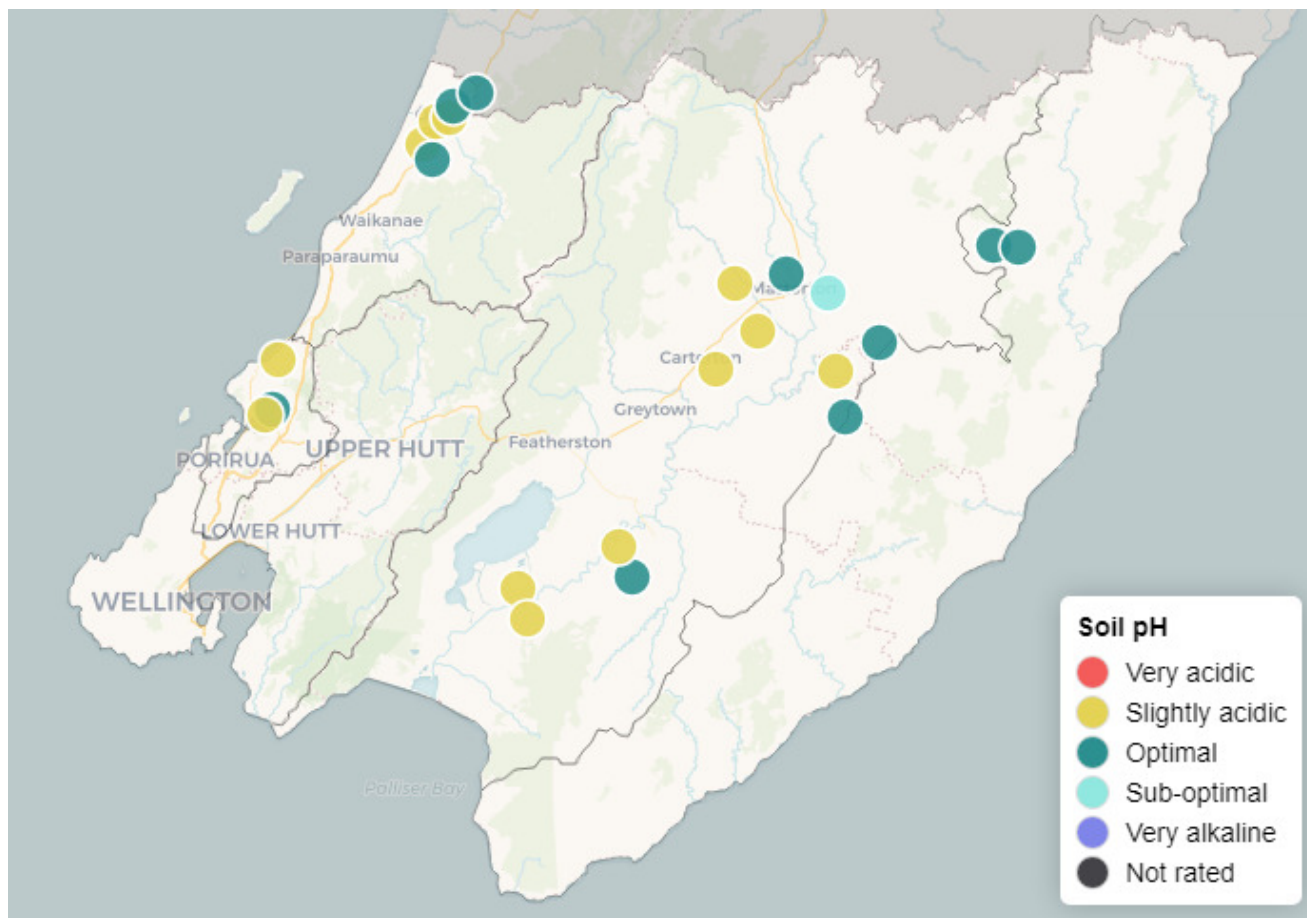 Waikanae
Paraparaumu
Carterton
Greytown
Featherston
UPPER HUTT
PORIRUA
LOWER HUTT
WELLINGTON
Palliser Bay
Soil pH
Very acidic
Slightly acidic
Optimal
Sub-optimal
Very alkaline
Not rated